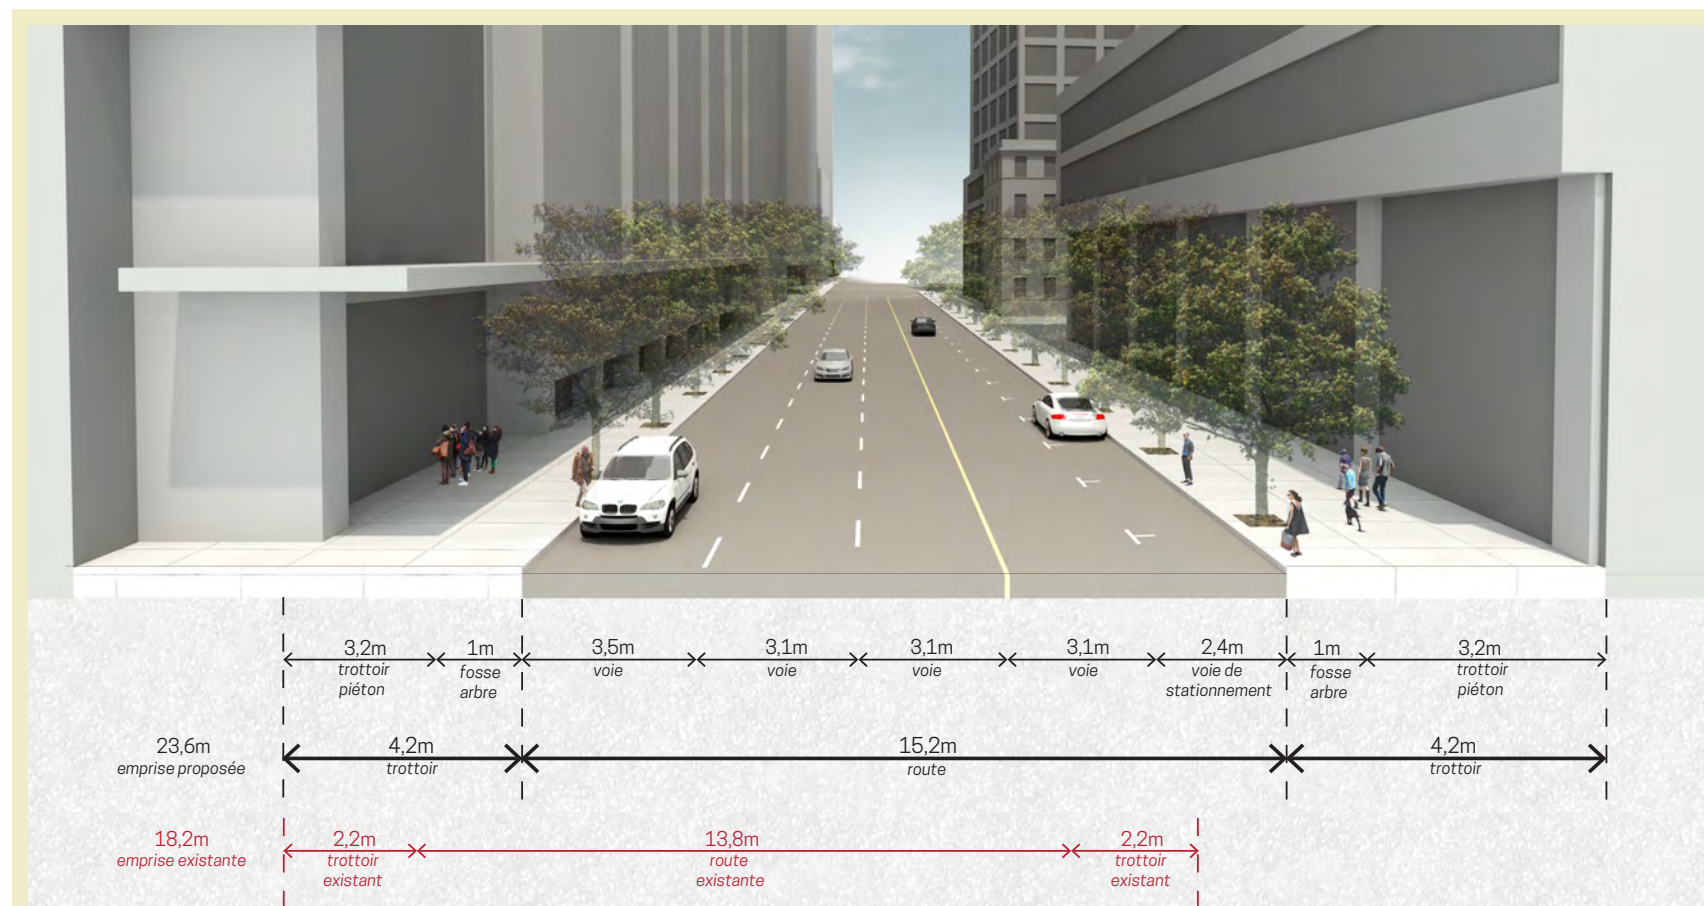 3,2m 1m 3,5m 3,1m 3,1m 3,1m 2,4m 1m 3,2m
trottoir fosse voie voie voie voie voie de fosse trottoir
piéton arbre stationnement arbre piéton
23,6m 4,2m 15,2m 4,2m
emprise proposée trottoir route trottoir
18,2m 2,2m 13,8m 2,2m
emprise existante trottoir route trottoir
existant existante existant